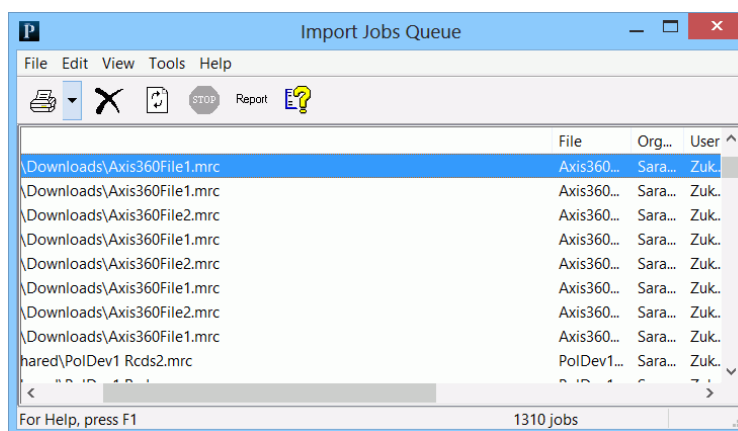 P Import Jobs Queue
File Edit View Tools Help
STOP Report
File Org... User
\Downloads\Axis360File1.mrc Axis360... Sara... Zuk..
\Downloads\Axis360File1.mrc Axis360... Sara... Zuk..
\Downloads\Axis360File2.mrc Axis360... Sara... Zuk..
\Downloads\Axis360File1.mrc Axis360... Sara... Zuk..
\Downloads\Axis360File2.mrc Axis360... Sara... Zuk..
\Downloads\Axis360File1.mrc Axis360... Sara... Zuk..
\Downloads\Axis360File2.mrc Axis360... Sara... Zuk..
\Downloads\Axis360File1.mrc Axis360... Sara... Zuk..
hared\PolDev1 Rcds2.mrc PolDev1... Sara... Zuk..
For Help, press F1 1310 jobs